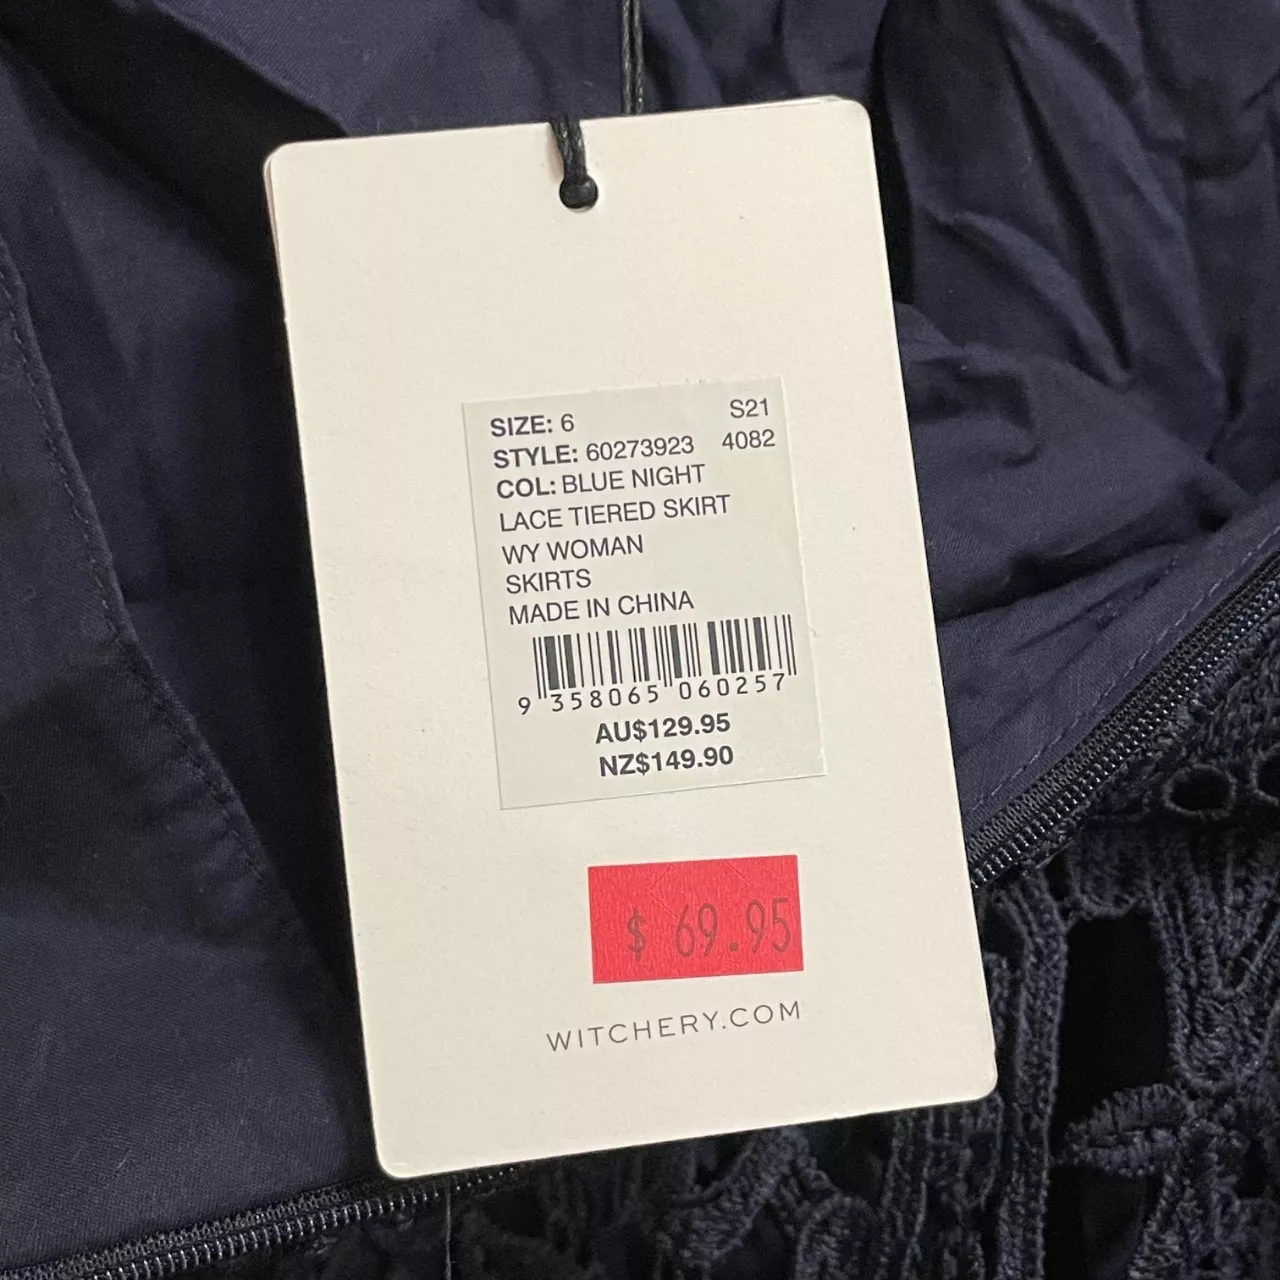 SIZE: 6 S21
STYLE: 60273923 4082
COL: BLUE NIGHT
LACE TIERED SKIRT
WY WOMAN
SKIRTS
MADE IN CHINA
9 358065 060257
AU$129.95
NZ$149.90
$ 69.95
WITCHERY.COM